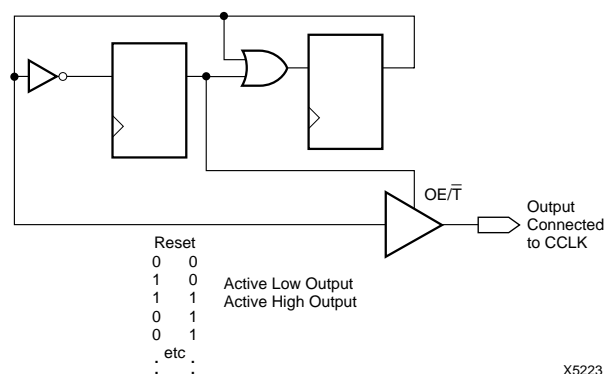 OE/T̅
Output
Connected
to CCLK
Reset
0 0
1 0
1 1
0 1
0 1
etc
. .
. .
Active Low Output
Active High Output
X5223